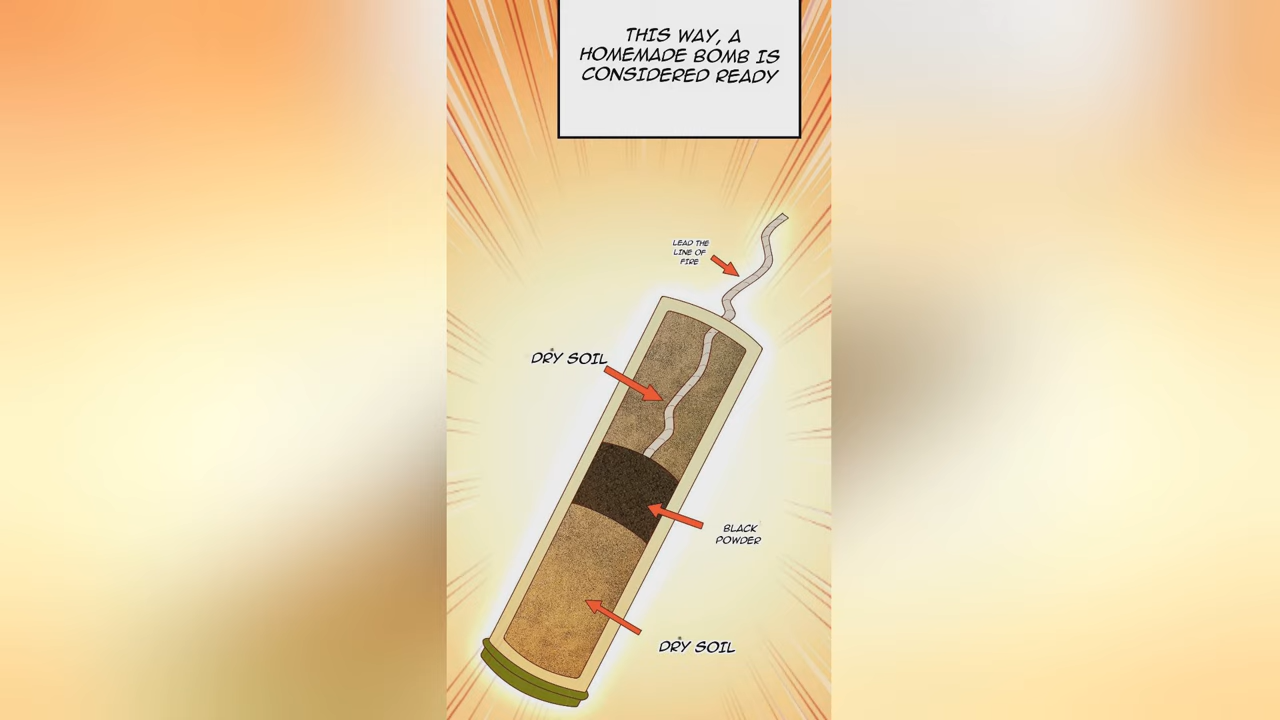 THIS WAY, A
HOMEMADE BOMB IS
CONSIDERED READY
LEAD THE
LINE OF
FIRE
DRY SOIL
BLACK
POWDER
DRY SOIL